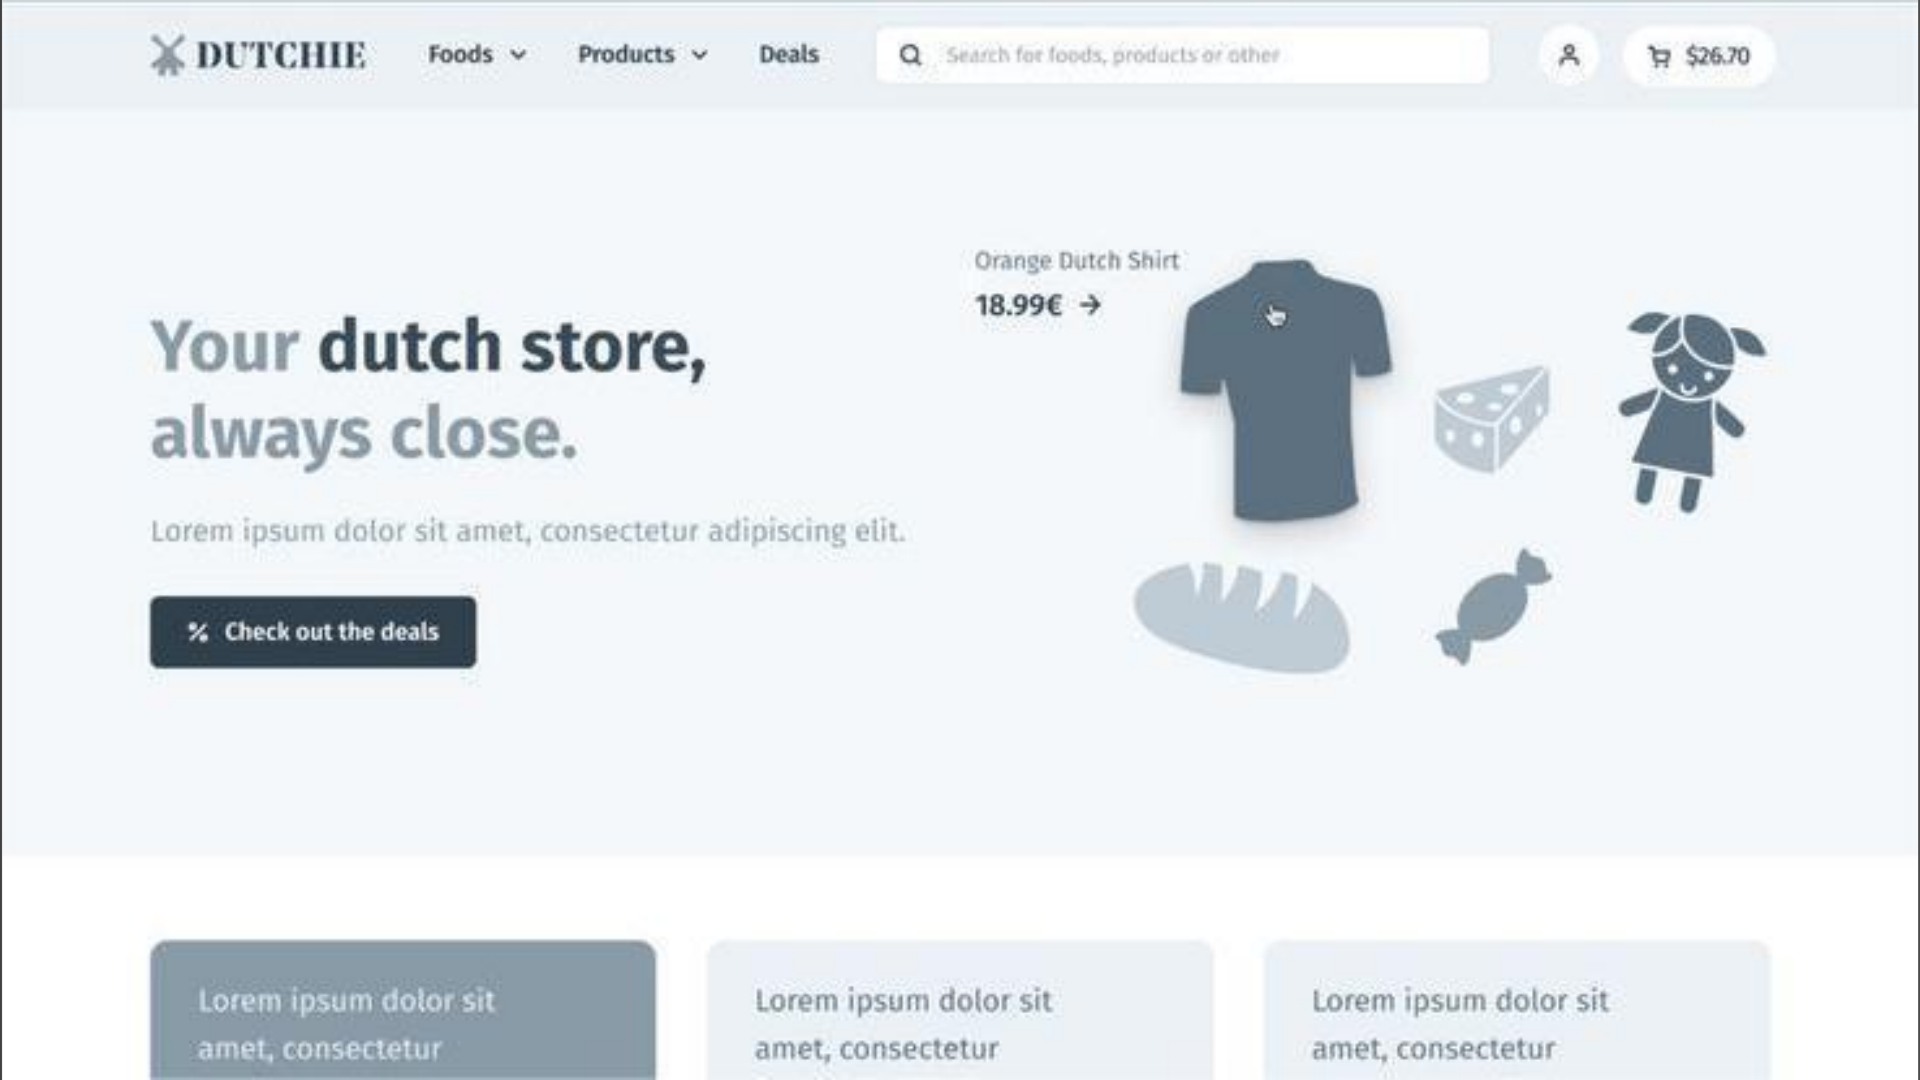 DUTCHIE Foods Products Deals Search for foods, products or other $26.70
Orange Dutch Shirt
18.99€ →
Your dutch store,
always close.
Lorem ipsum dolor sit amet, consectetur adipiscing elit.
% Check out the deals
Lorem ipsum dolor sit
amet, consectetur
Lorem ipsum dolor sit
amet, consectetur
Lorem ipsum dolor sit
amet, consectetur